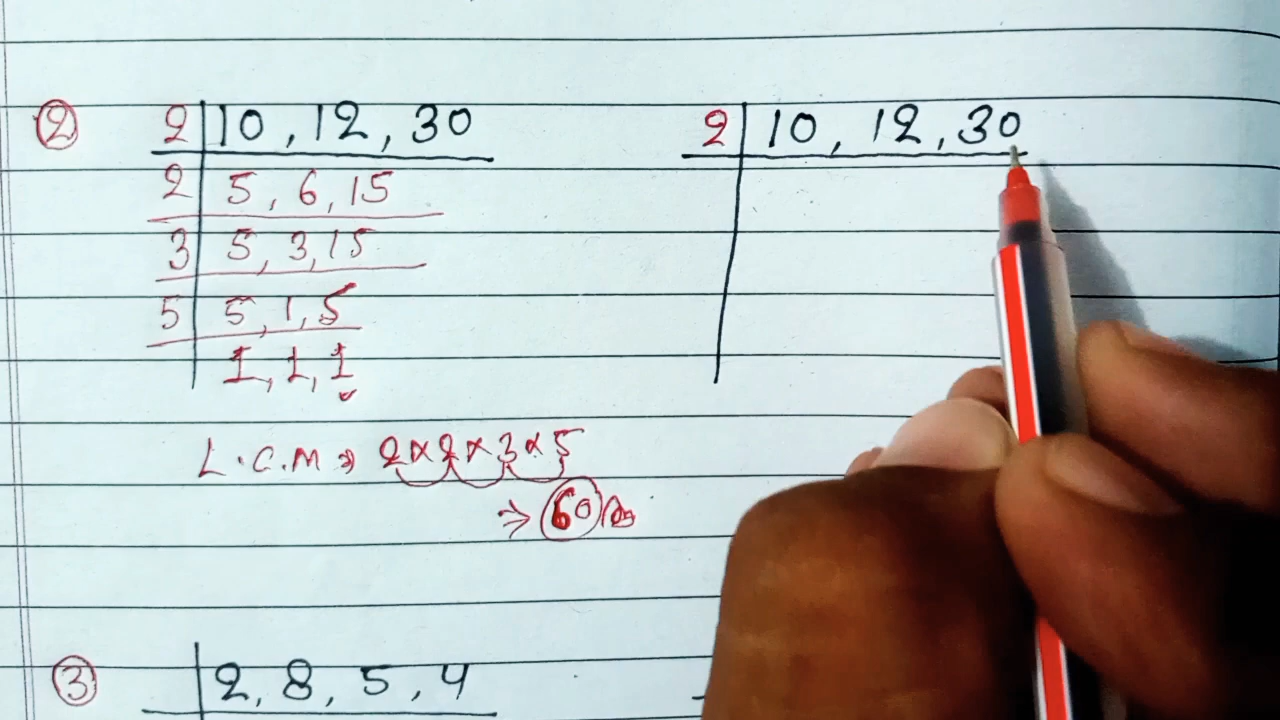 ② 2 10, 12, 30
2 5, 6, 15
3 5, 3, 15
5 5, 1, 5
1, 1, 1
L.C.M ⇒ 2 × 2 × 3 × 5
⇒ 60
2 10, 12, 30
③ 2, 8, 5, 4